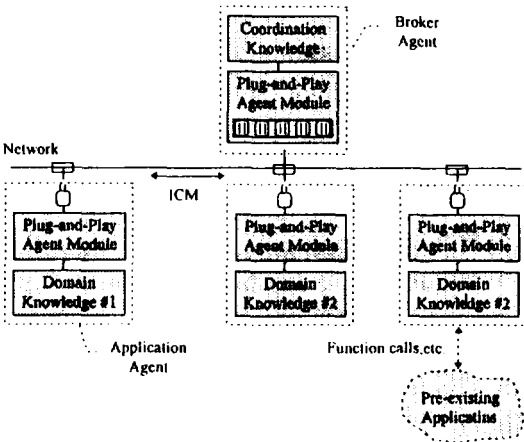 Coordination
Knowledge
Broker
Agent
Plug-and-Play
Agent Module
Network
ICM
Plug-and-Play
Agent Module
Plug-and-Play
Agent Module
Plug-and-Play
Agent Module
Domain
Knowledge #1
Domain
Knowledge #2
Domain
Knowledge #2
Application
Agent
Function calls,etc
Pre-existing
Applicatins